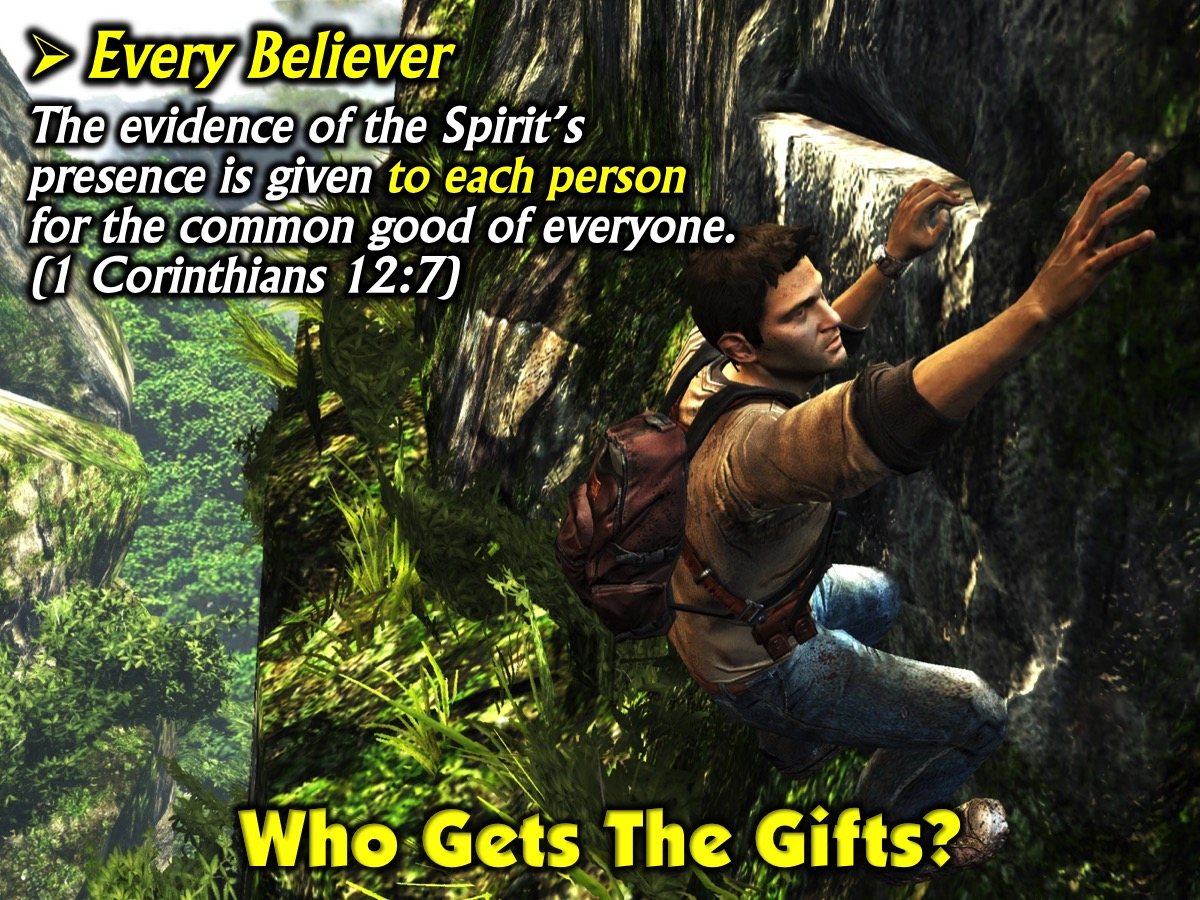 ➢ Every Believer
The evidence of the Spirit’s
presence is given to each person
for the common good of everyone.
(1 Corinthians 12:7)
Who Gets The Gifts?